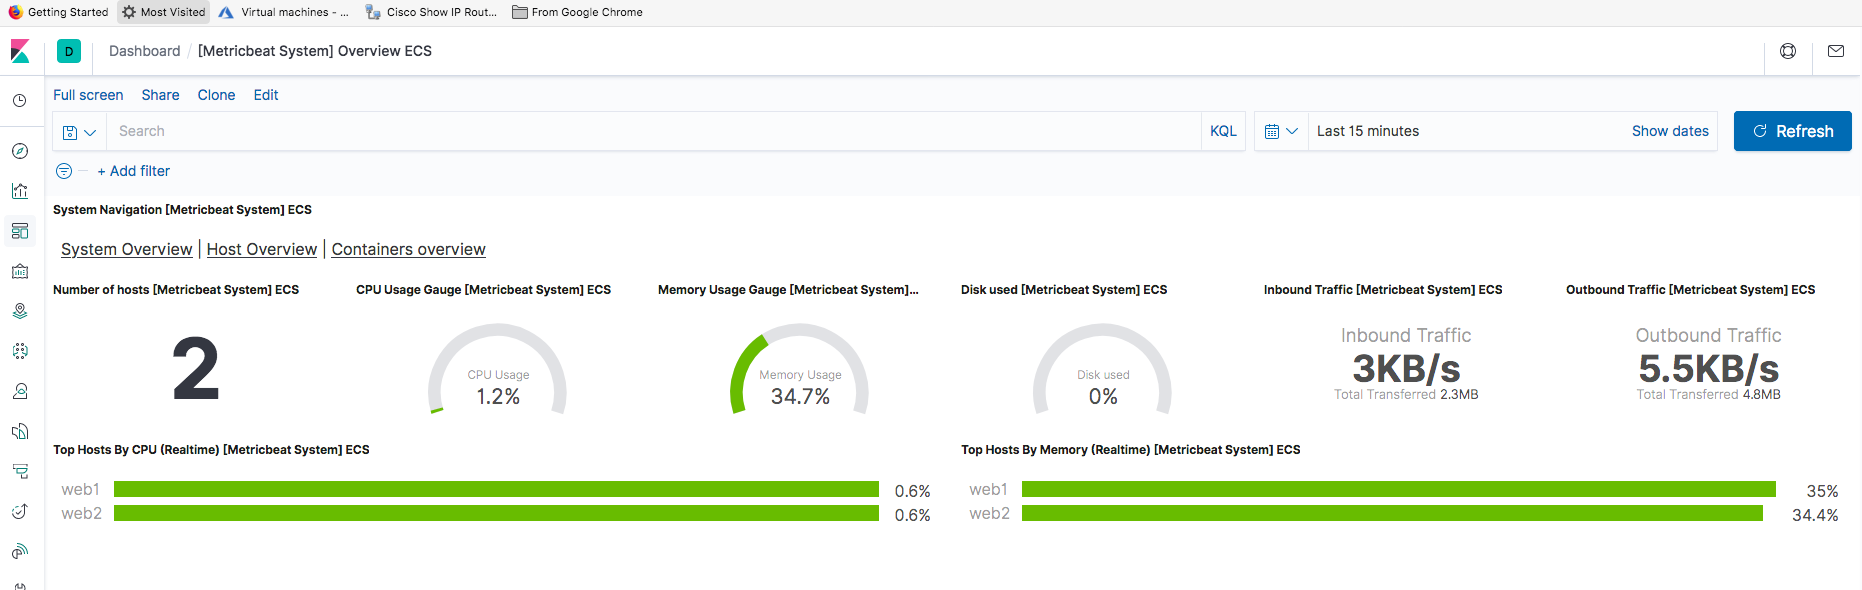 Getting Started Most Visited Virtual machines - ... Cisco Show IP Rout... From Google Chrome
D Dashboard / [Metricbeat System] Overview ECS
Full screen Share Clone Edit
Search KQL Last 15 minutes Show dates Refresh
+ Add filter
System Navigation [Metricbeat System] ECS
System Overview | Host Overview | Containers overview
Number of hosts [Metricbeat System] ECS
2
CPU Usage Gauge [Metricbeat System] ECS
CPU Usage
1.2%
Memory Usage Gauge [Metricbeat System]...
Memory Usage
34.7%
Disk used [Metricbeat System] ECS
Disk used
0%
Inbound Traffic [Metricbeat System] ECS
Inbound Traffic
3KB/s
Total Transferred 2.3MB
Outbound Traffic [Metricbeat System] ECS
Outbound Traffic
5.5KB/s
Total Transferred 4.8MB
Top Hosts By CPU (Realtime) [Metricbeat System] ECS
web1 0.6%
web2 0.6%
Top Hosts By Memory (Realtime) [Metricbeat System] ECS
web1 35%
web2 34.4%